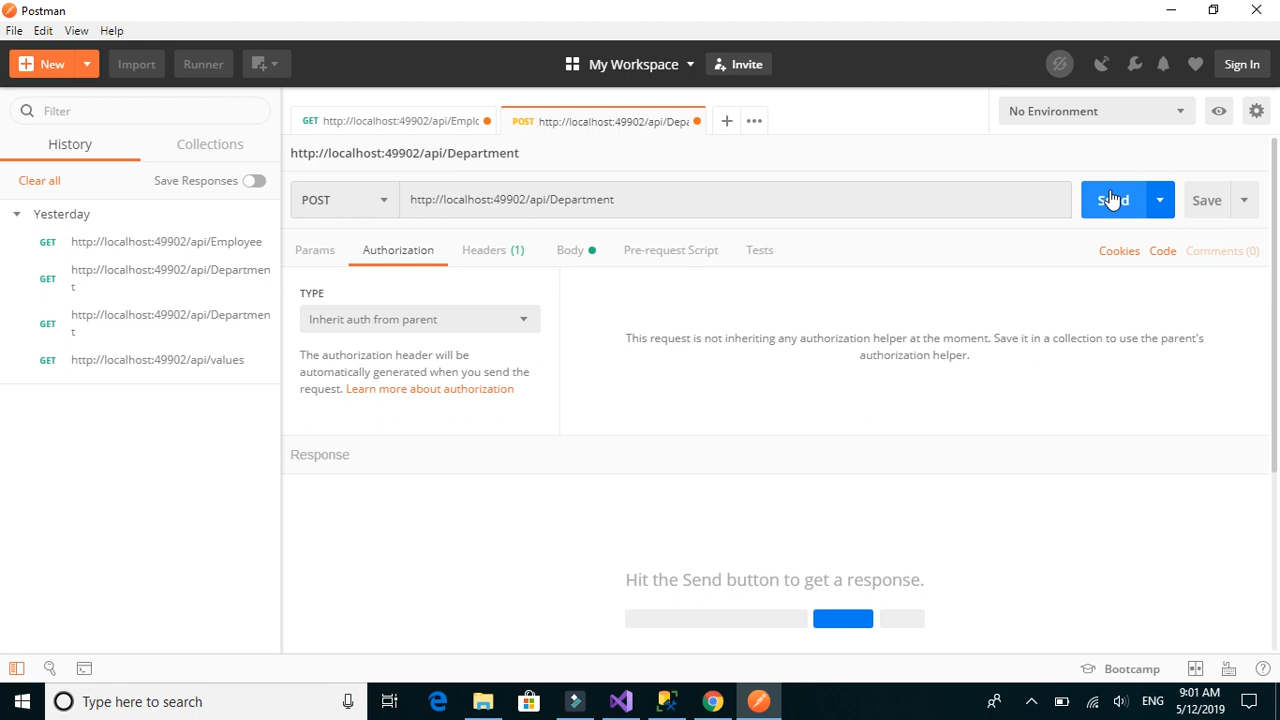 Postman
File Edit View Help
New Import Runner My Workspace Invite Sign In
Filter
History Collections
Clear all Save Responses
Yesterday
GET http://localhost:49902/api/Employee
GET http://localhost:49902/api/Departmen
t
GET http://localhost:49902/api/Departmen
t
GET http://localhost:49902/api/values
GET http://localhost:49902/api/Emplc POST http://localhost:49902/api/Depa No Environment
http://localhost:49902/api/Department
POST http://localhost:49902/api/Department Send Save
Params Authorization Headers (1) Body Pre-request Script Tests Cookies Code Comments (0)
TYPE
Inherit auth from parent
The authorization header will be
automatically generated when you send the
request. Learn more about authorization
This request is not inheriting any authorization helper at the moment. Save it in a collection to use the parent's
authorization helper.
Response
Hit the Send button to get a response.
Bootcamp
Type here to search
ENG
9:01 AM
5/12/2019